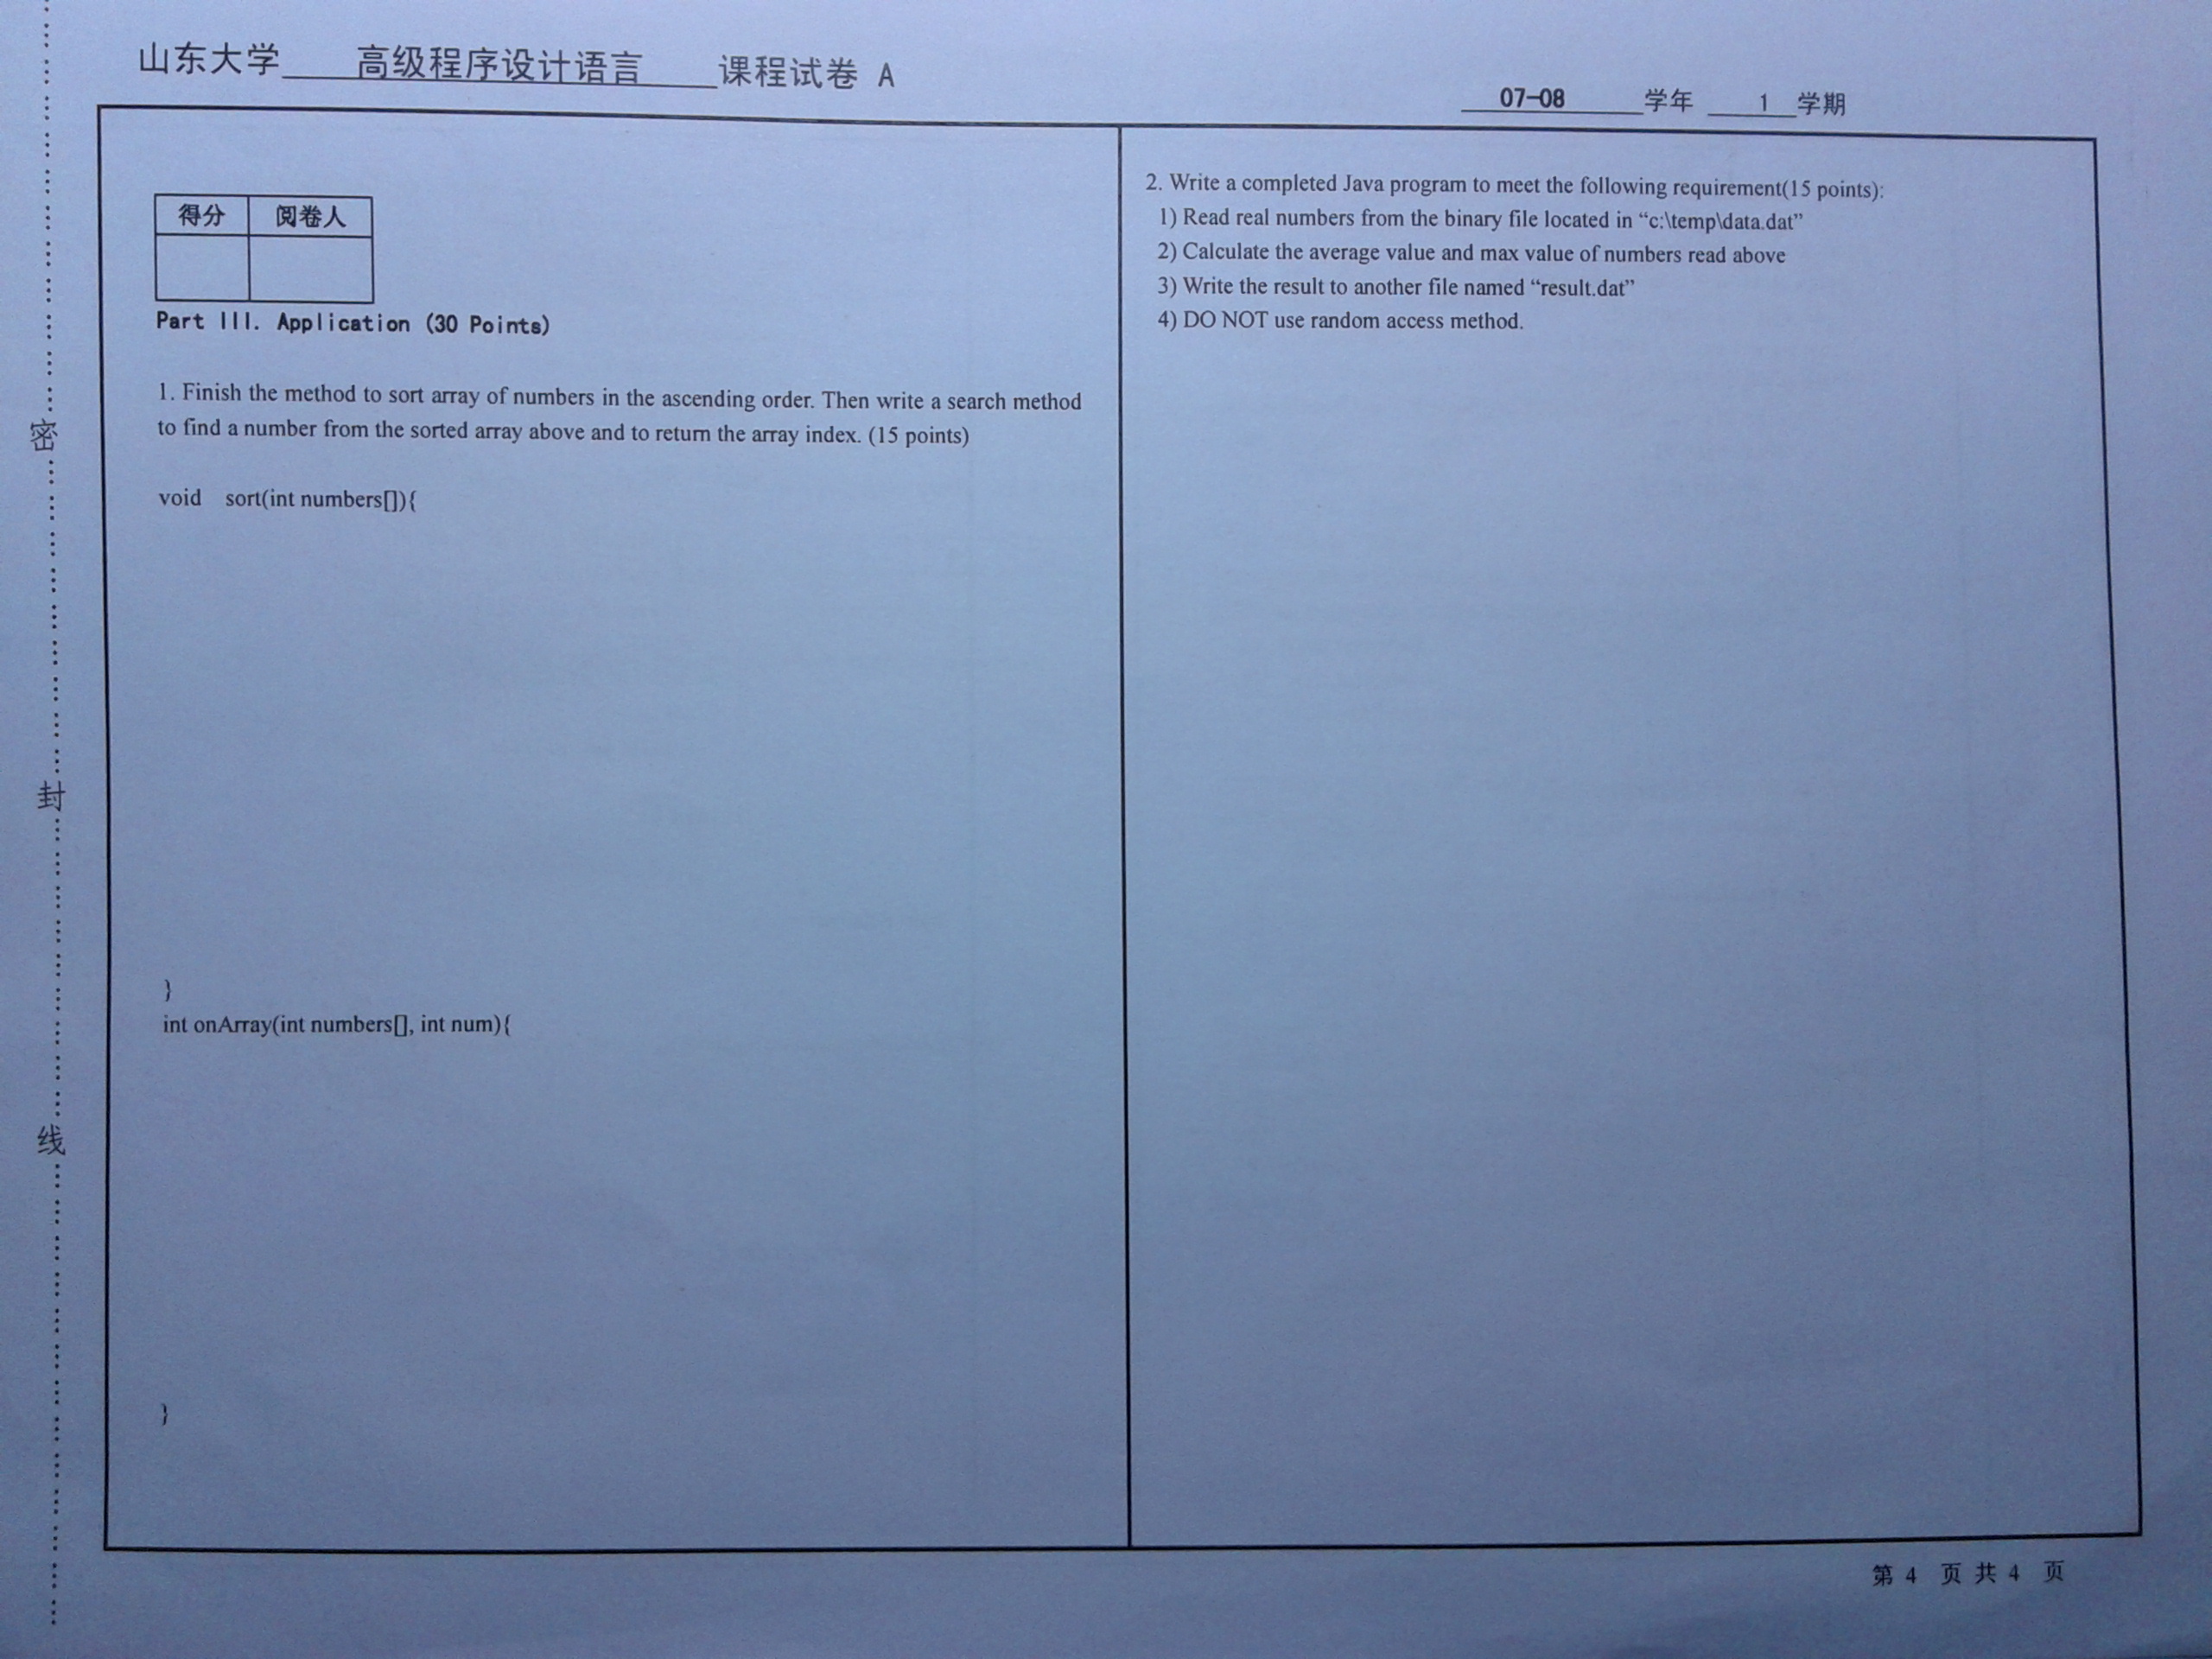 山东大学 高级程序设计语言 课程试卷 A
07-08 学年 1 学期
密
封
线
得分 阅卷人
Part III. Application (30 Points)
1. Finish the method to sort array of numbers in the ascending order. Then write a search method
to find a number from the sorted array above and to return the array index. (15 points)
void sort(int numbers[]){
}
int onArray(int numbers[], int num){
}
2. Write a completed Java program to meet the following requirement(15 points):
1) Read real numbers from the binary file located in “c:\temp\data.dat”
2) Calculate the average value and max value of numbers read above
3) Write the result to another file named “result.dat”
4) DO NOT use random access method.
第 4 页 共 4 页